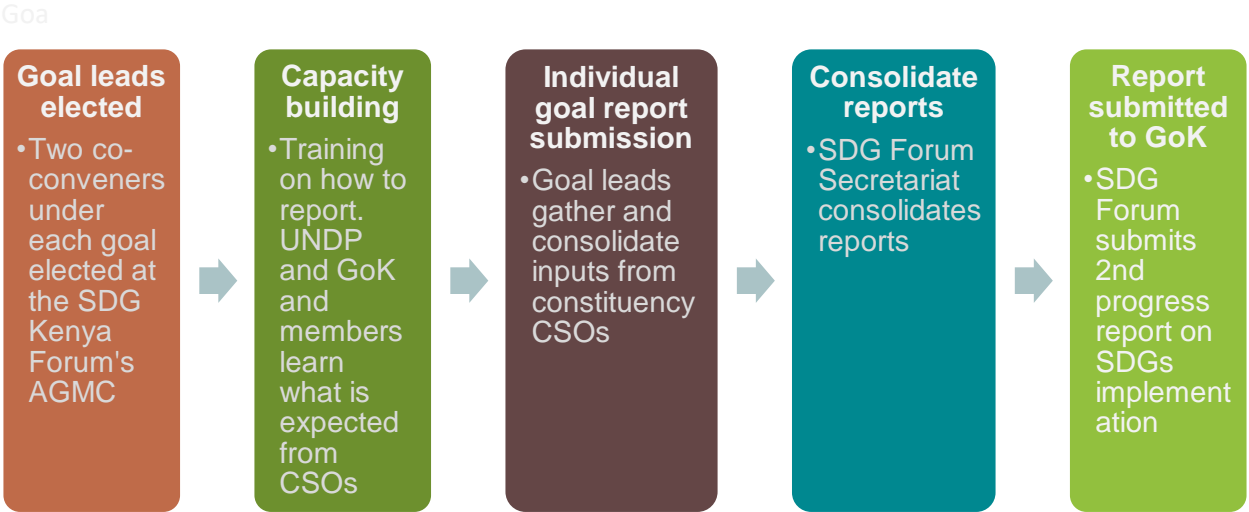 Goa
Goal leads
elected
•Two co-
conveners
under
each goal
elected at
the SDG
Kenya
Forum's
AGMC
Capacity
building
•Training
on how to
report.
UNDP
and GoK
and
members
learn
what is
expected
from
CSOs
Individual
goal report
submission
•Goal leads
gather and
consolidate
inputs from
constituency
CSOs
Consolidate
reports
•SDG Forum
Secretariat
consolidates
reports
Report
submitted
to GoK
•SDG
Forum
submits
2nd
progress
report on
SDGs
implement
ation